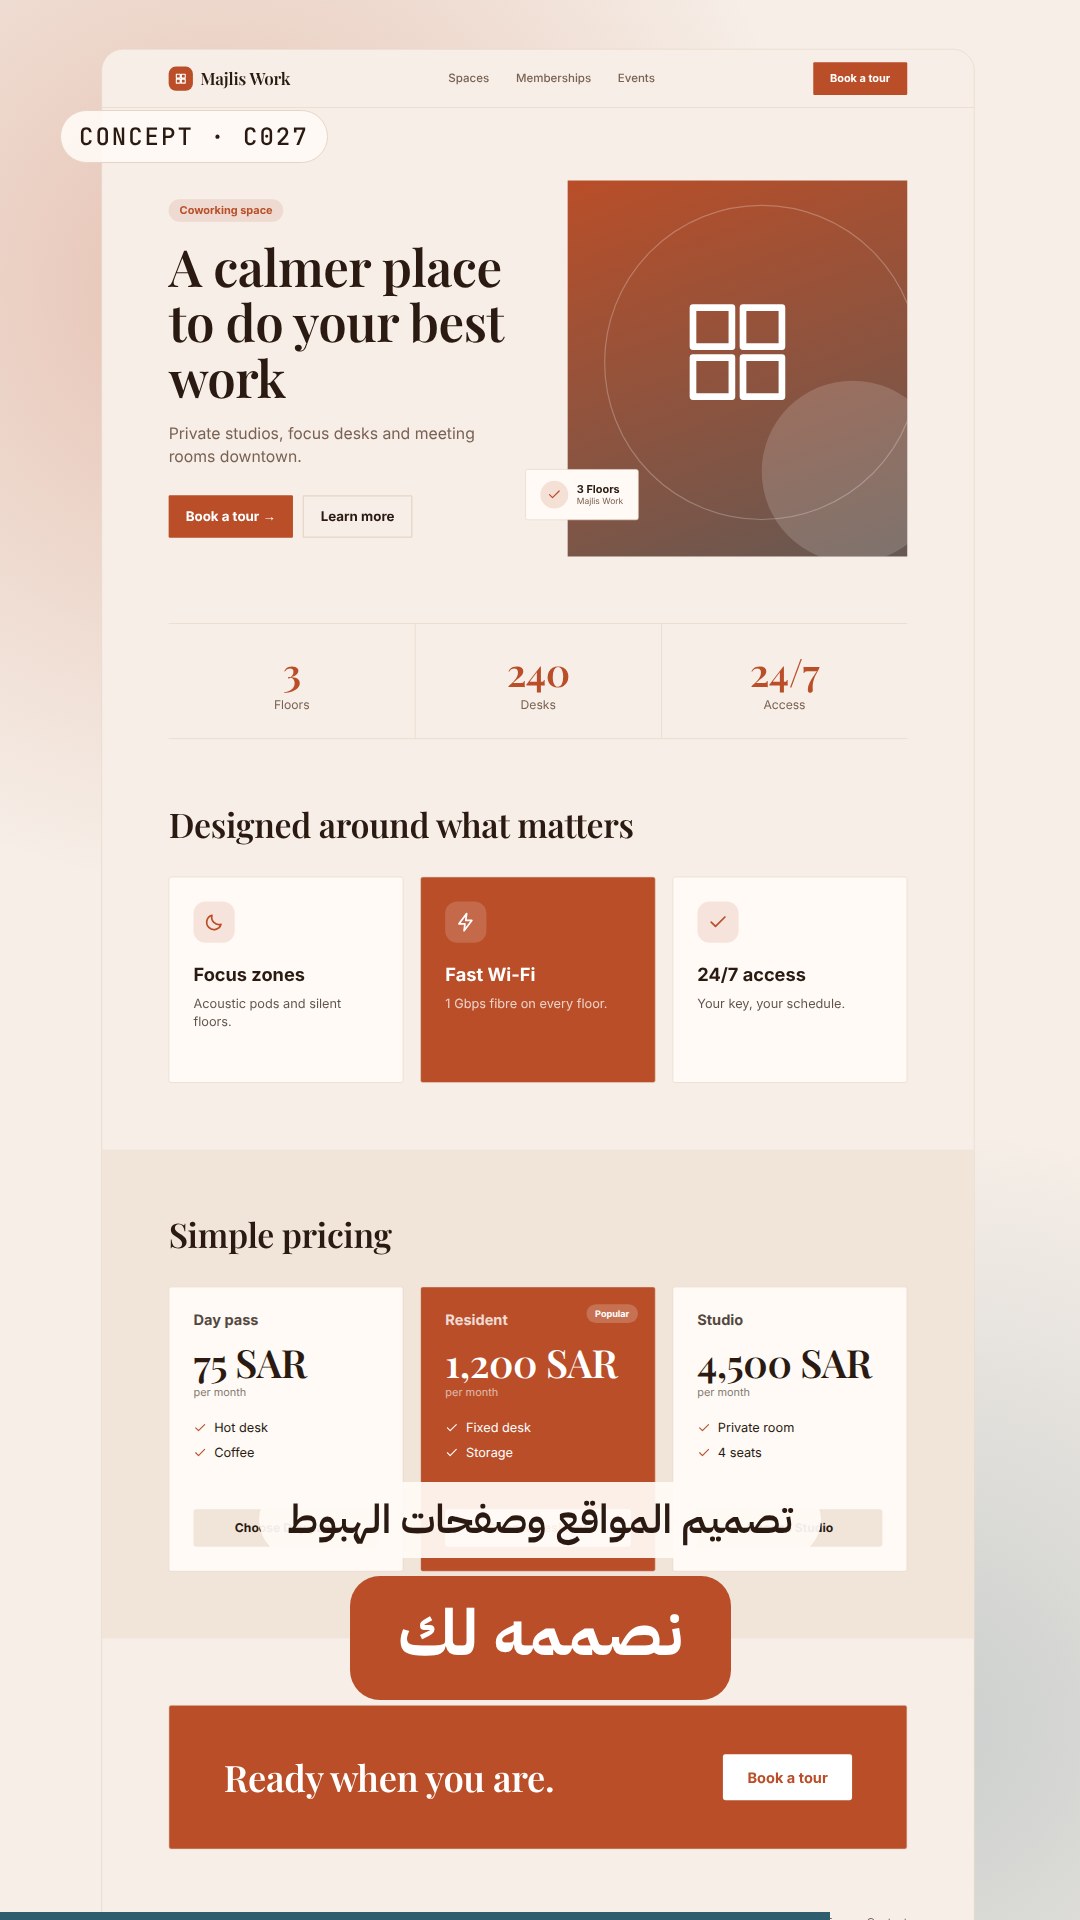 Majlis Work
Spaces
Memberships
Events
Book a tour
CONCEPT · C027
Coworking space
A calmer place
to do your best
work
Private studios, focus desks and meeting
rooms downtown.
Book a tour →
Learn more
3 Floors
Majlis Work
3
Floors
240
Desks
24/7
Access
Designed around what matters
Focus zones
Acoustic pods and silent
floors.
Fast Wi-Fi
1 Gbps fibre on every floor.
24/7 access
Your key, your schedule.
Simple pricing
Day pass
75 SAR
per month
Hot desk
Coffee
Resident
Popular
1,200 SAR
per month
Fixed desk
Storage
Studio
4,500 SAR
per month
Private room
4 seats
تصميم المواقع وصفحات الهبوط
نصممه لك
Ready when you are.
Book a tour